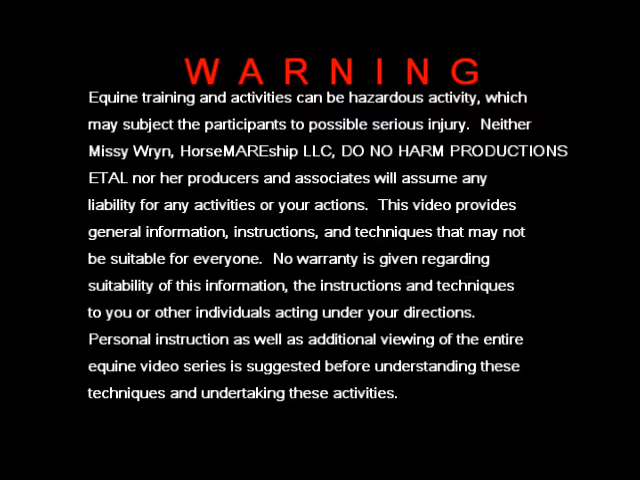 W A R N I N G
Equine training and activities can be hazardous activity, which
may subject the participants to possible serious injury.  Neither
Missy Wryn, HorseMAREship LLC, DO NO HARM PRODUCTIONS
ETAL nor her producers and associates will assume any
liability for any activities or your actions.  This video provides
general information, instructions, and techniques that may not
be suitable for everyone.  No warranty is given regarding
suitability of this information, the instructions and techniques
to you or other individuals acting under your directions.
Personal instruction as well as additional viewing of the entire
equine video series is suggested before understanding these
techniques and undertaking these activities.